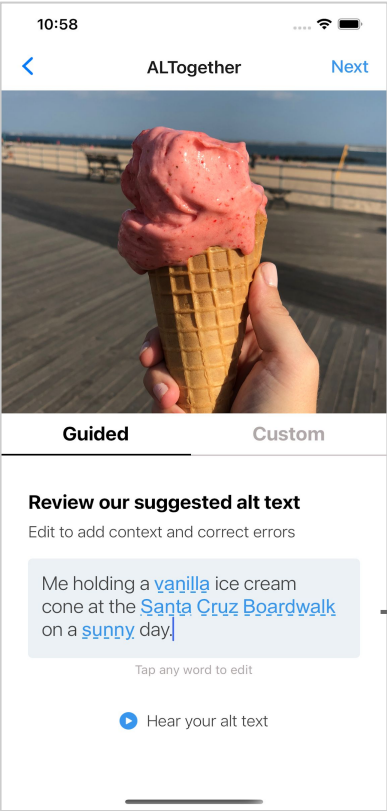 10:58
ALTogether
Next
Guided
Custom
Review our suggested alt text
Edit to add context and correct errors
Me holding a vanilla ice cream
cone at the Santa Cruz Boardwalk
on a sunny day.
Tap any word to edit
Hear your alt text